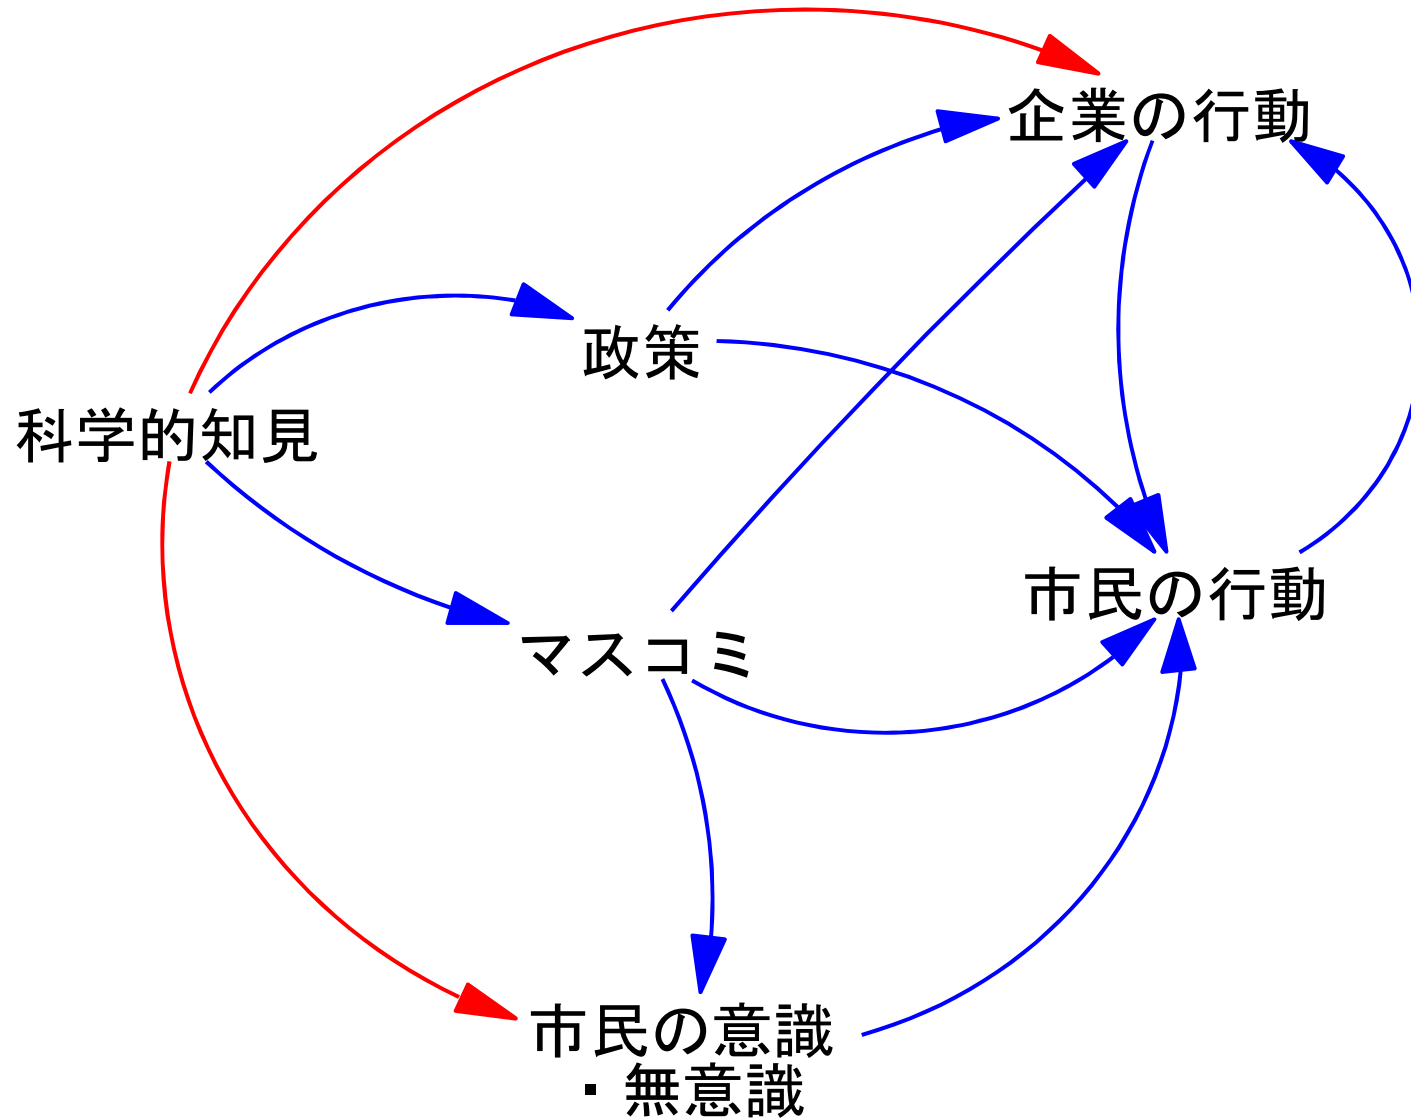 企業の行動
政策
科学的知見
市民の行動
マスコミ
市民の意識
・無意識